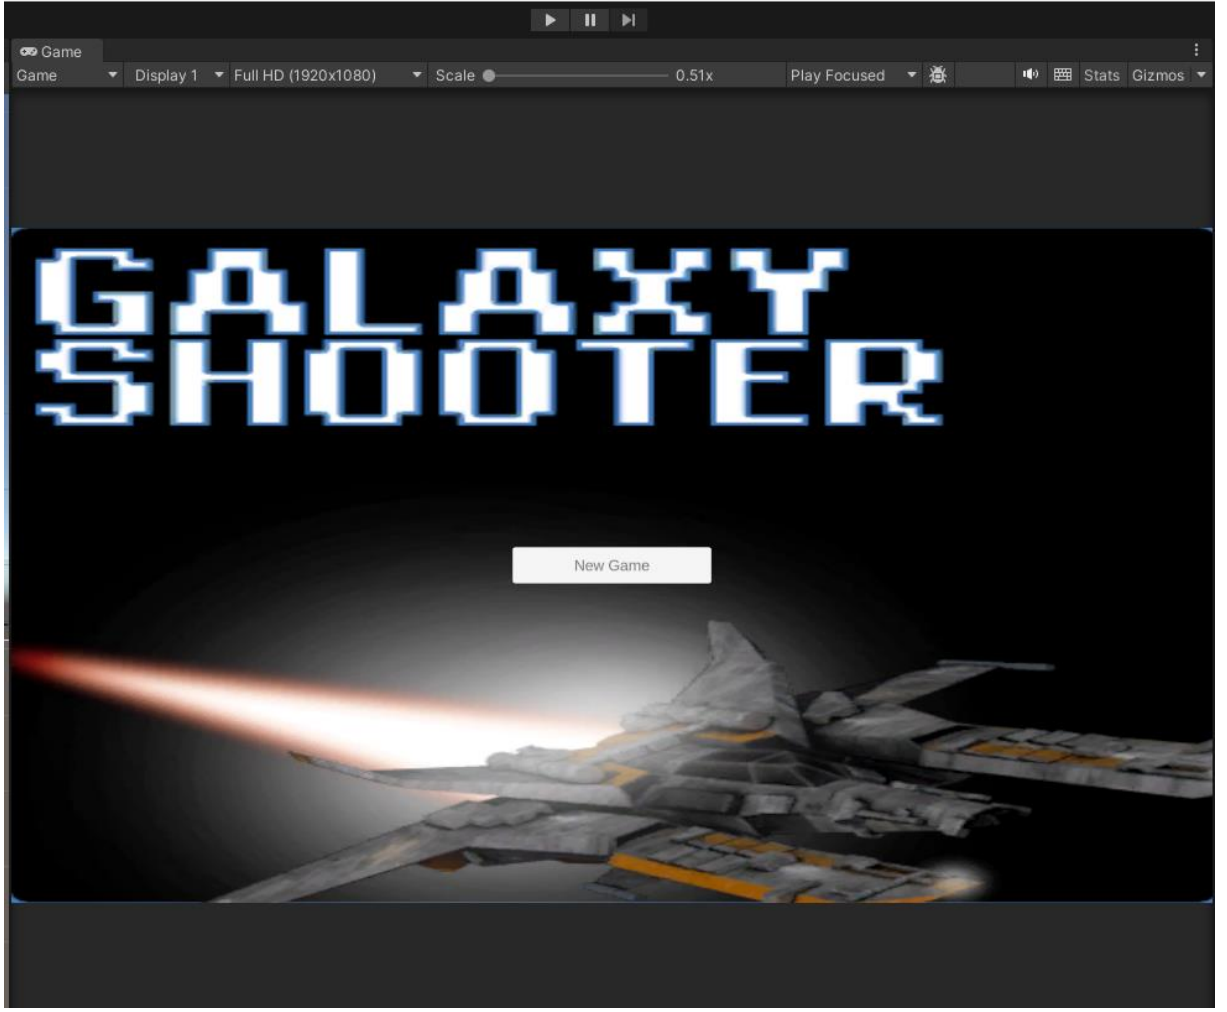 Game
Game Display 1 Full HD (1920x1080) Scale 0.51x Play Focused Stats Gizmos
GALAXY
SHOOTER
New Game